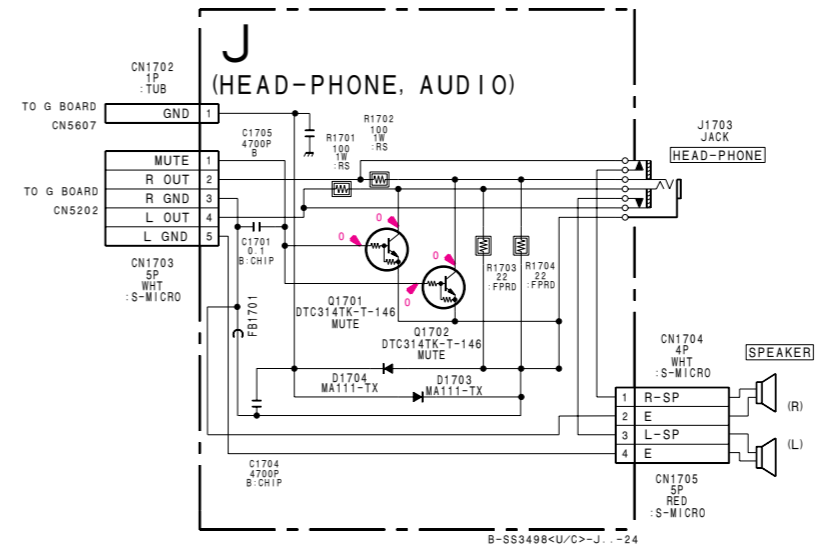 J
(HEAD-PHONE, AUDIO)
CN1702
1P
:TUB
TO G BOARD
CN5607
GND 1
C1705
4700P
B
R1701
100
1W
:RS
R1702
100
1W
:RS
J1703
JACK
HEAD-PHONE
TO G BOARD
CN5202
MUTE 1
R OUT 2
R GND 3
L OUT 4
L GND 5
CN1703
5P
WHT
:S-MICRO
C1701
0.1
B:CHIP
FB1701
0
0
0
0
Q1701
DTC314TK-T-146
MUTE
Q1702
DTC314TK-T-146
MUTE
R1703
22
:FPRD
R1704
22
:FPRD
D1704
MA111-TX
D1703
MA111-TX
C1704
4700P
B:CHIP
CN1704
4P
WHT
:S-MICRO
SPEAKER
1 R-SP
2 E
3 L-SP
4 E
(R)
(L)
CN1705
5P
RED
:S-MICRO
B-SS3498<U/C>-J..-24